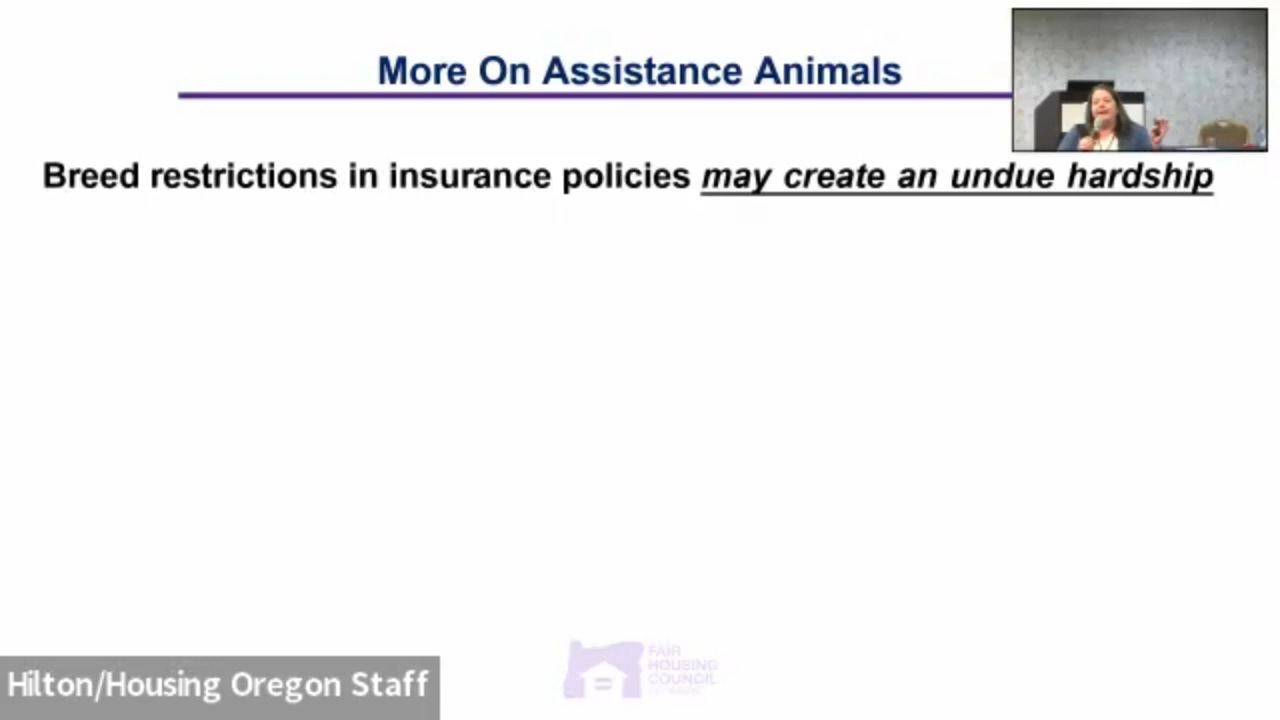 More On Assistance Animals
Breed restrictions in insurance policies may create an undue hardship
FAIR
HOUSING
COUNCIL
Hilton/Housing Oregon Staff